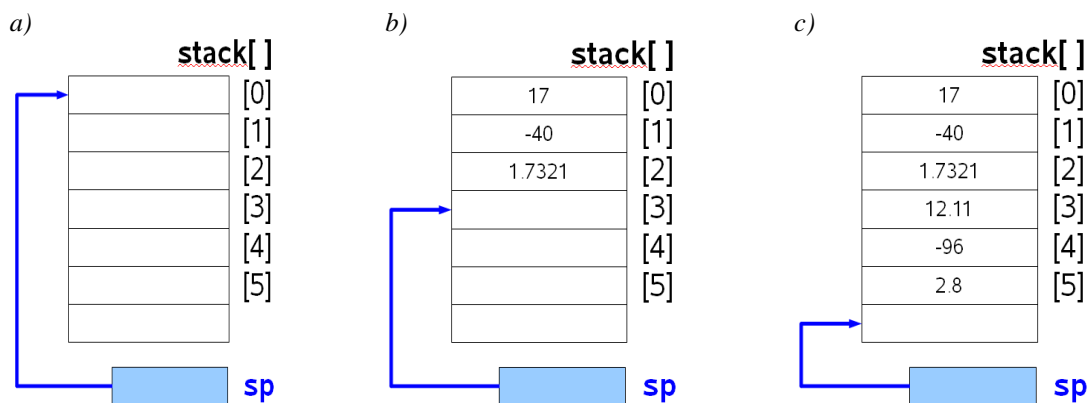 a) b) c)
stack[ ] stack[ ] stack[ ]
[0] 17 [0] 17 [0]
[1] -40 [1] -40 [1]
[2] 1.7321 [2] 1.7321 [2]
[3] [3] 12.11 [3]
[4] [4] -96 [4]
[5] [5] 2.8 [5]
sp sp sp